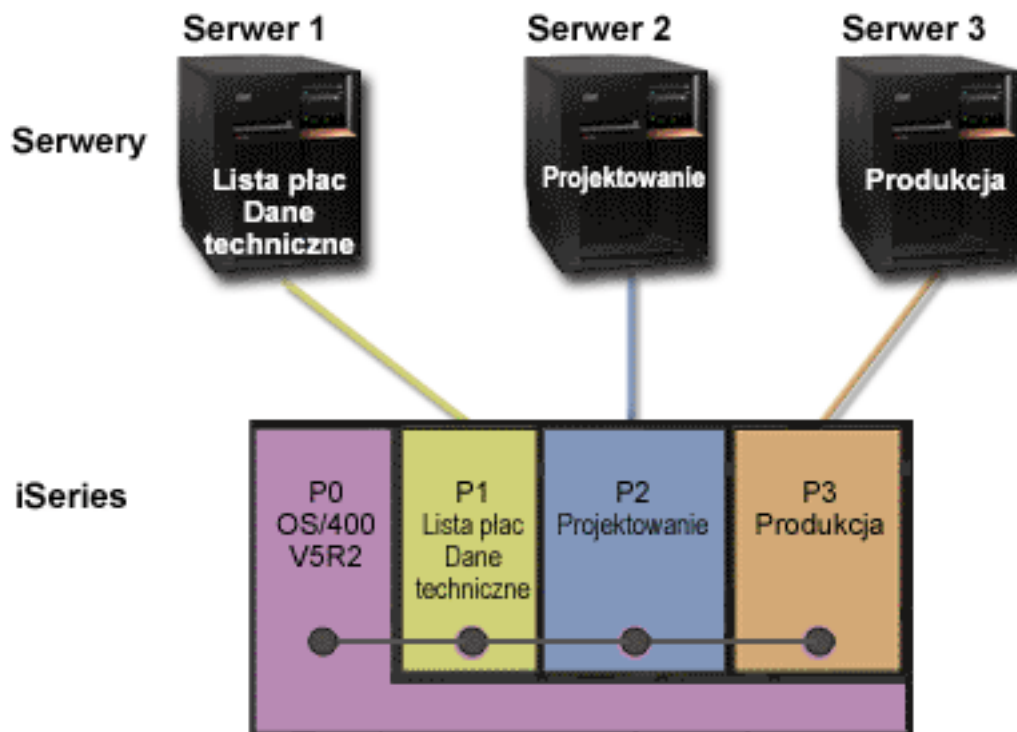 Serwer 1
Serwer 2
Serwer 3
Serwery
Lista płac
Dane
techniczne
Projektowanie
Produkcja
iSeries
P0
OS/400
V5R2
P1
Lista płac
Dane
techniczne
P2
Projektowanie
P3
Produkcja